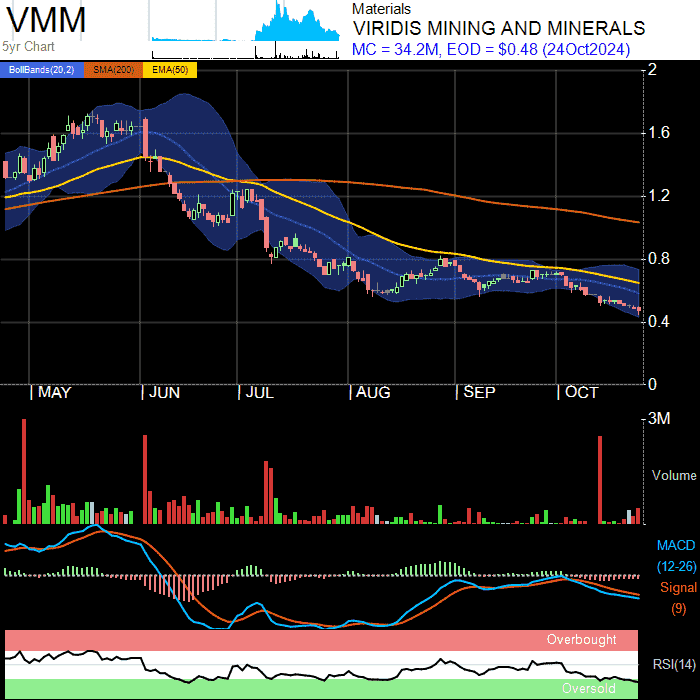 VMM
5yr Chart
Materials
VIRIDIS MINING AND MINERALS
MC = 34.2M, EOD = $0.48 (24Oct2024)
BollBands(20,2) SMA(200) EMA(50)
2
1.6
1.2
0.8
0.4
0
MAY JUN JUL AUG SEP OCT
3M
Volume
MACD
(12-26)
Signal
(9)
Overbought
RSI(14)
Oversold